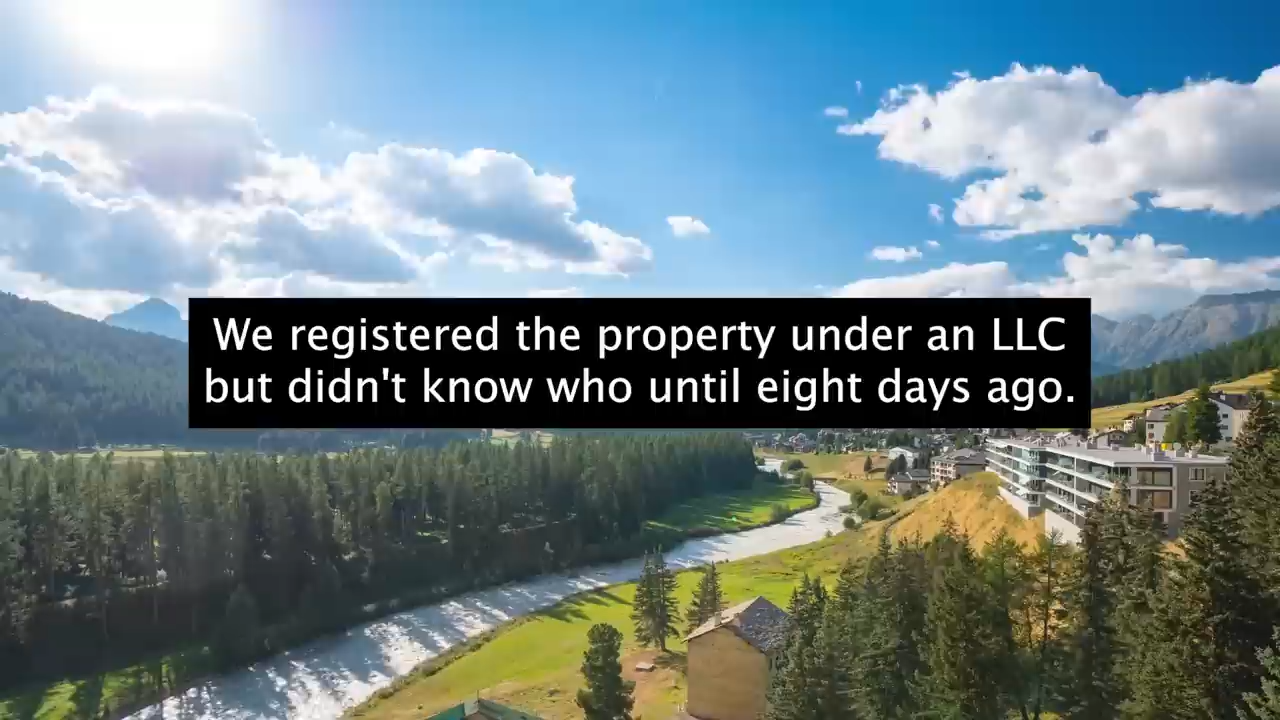 We registered the property under an LLC
but didn't know who until eight days ago.